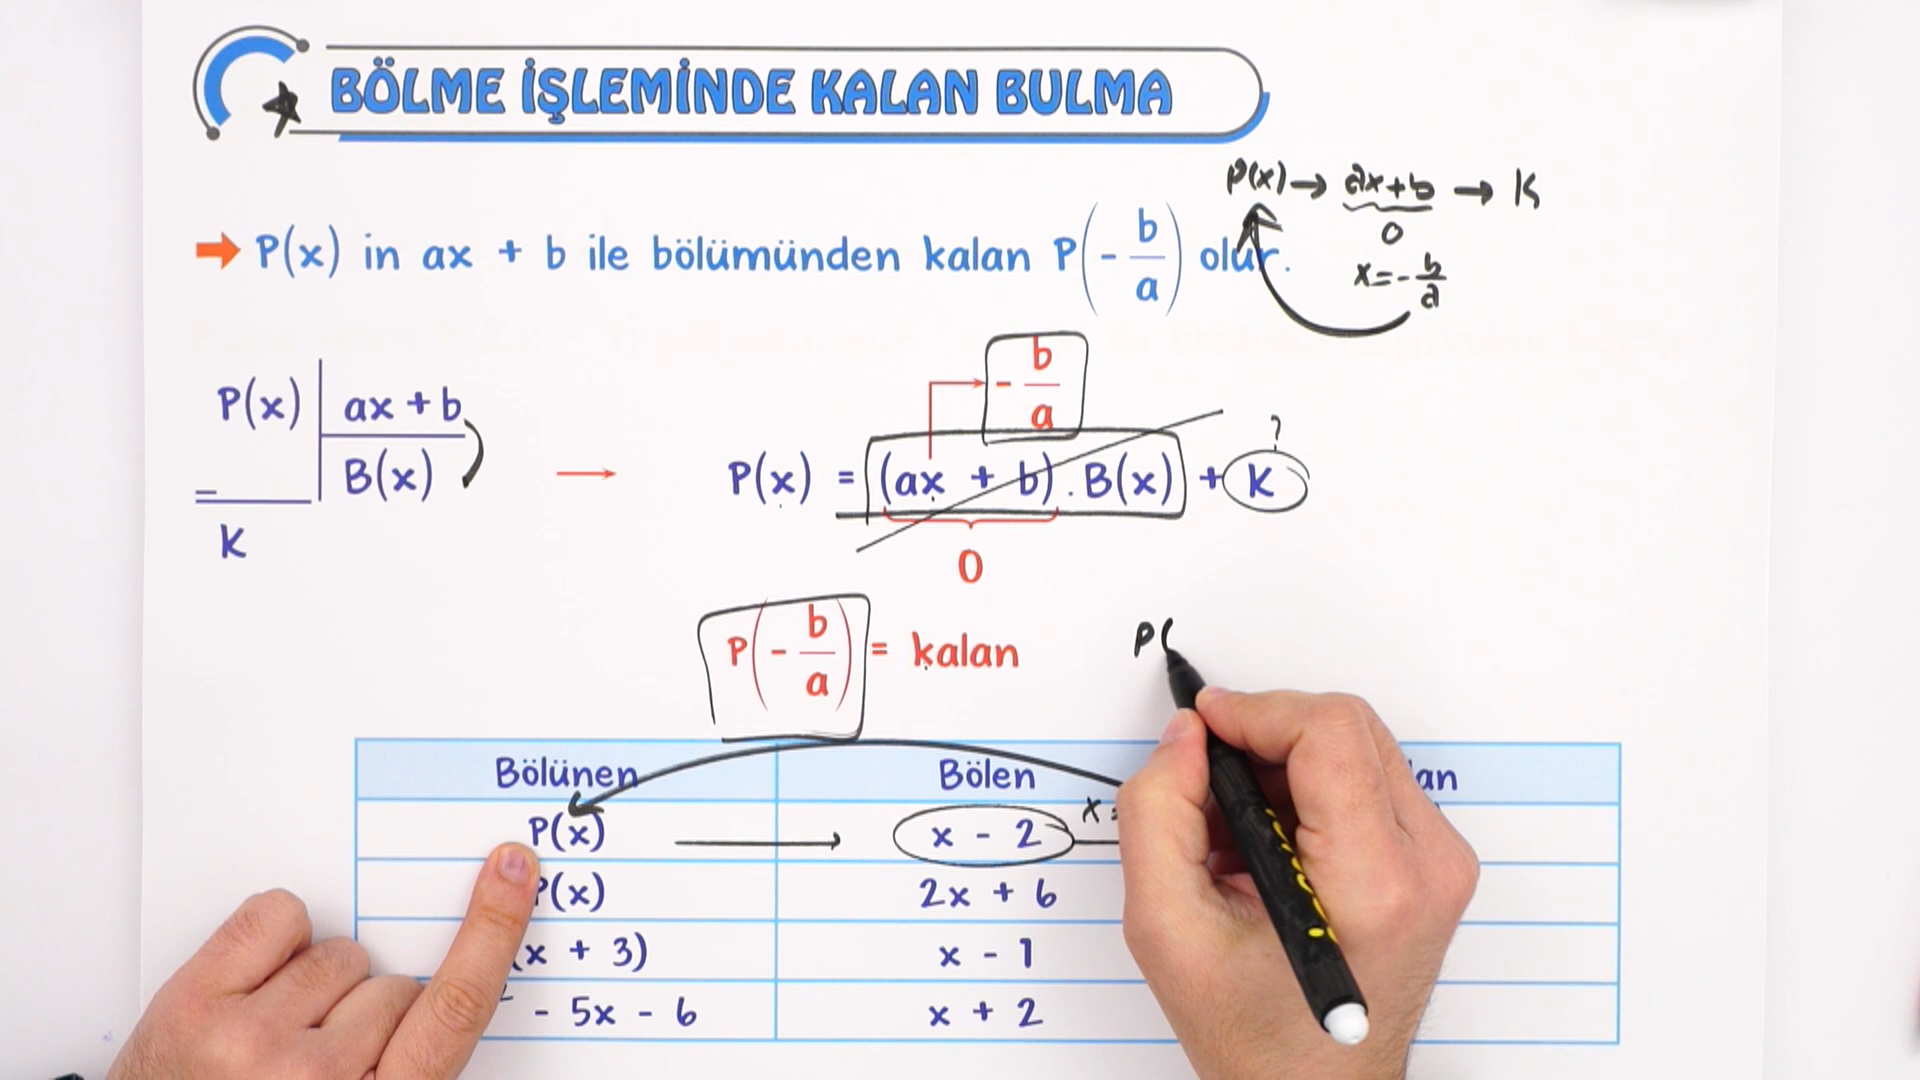 BÖLME İŞLEMİNDE KALAN BULMA
P(x) → ax+b → K
0
x=-b/a
P(x) in ax + b ile bölümünden kalan P(-b/a) olur.
-b/a
P(x) | ax + b
B(x)
K
→ P(x) = (ax + b).B(x) + K
?
0
P(-b/a) = kalan
P(
Bölünen Bölen
P(x) → x - 2 x=
P(x) 2x + 6
(x + 3) x - 1
- 5x - 6 x + 2